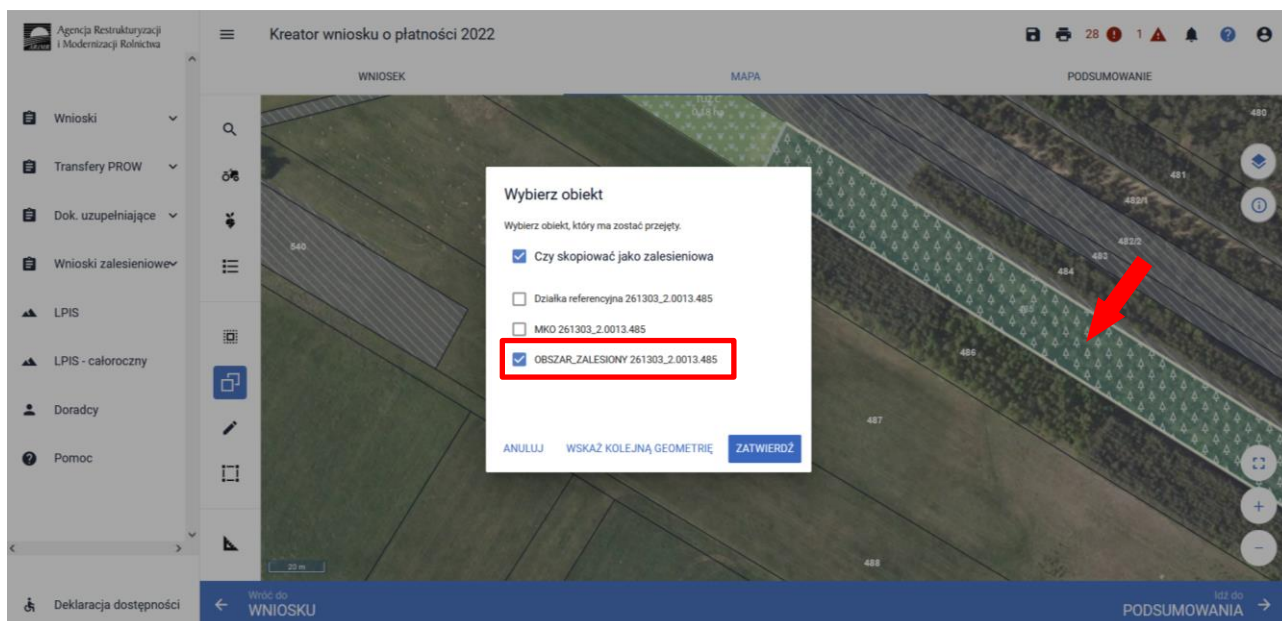 Agencja Restrukturyzacji
i Modernizacji Rolnictwa
Kreator wniosku o płatności 2022
28
1
WNIOSEK
MAPA
PODSUMOWANIE
Wnioski
Transfery PROW
Dok. uzupełniające
Wnioski zalesieniowe
LPIS
LPIS - całoroczny
Doradcy
Pomoc
Deklaracja dostępności
480
481
482/1
482/2
483
484
485
486
487
488
540
20 m
Wybierz obiekt
Wybierz obiekt, który ma zostać przejęty.
Czy skopiować jako zalesieniowa
Działka referencyjna 261303_2.0013.485
MKO 261303_2.0013.485
OBSZAR_ZALESIONY 261303_2.0013.485
ANULUJ WSKAŻ KOLEJNĄ GEOMETRIĘ ZATWIERDŹ
Wróć do
WNIOSKU
Idź do
PODSUMOWANIA